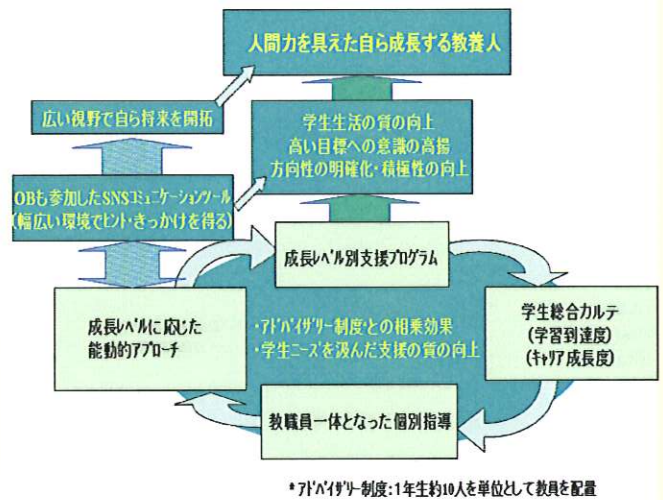 人間力を具えた自ら成長する教養人
広い視野で自ら将来を開拓
学生生活の質の向上
高い目標への意識の高揚
方向性の明確化・積極性の向上
OBも参加したSNSコミュニケーションツール
(幅広い環境でヒント・きっかけを得る)
成長レベル別支援プログラム
成長レベルに応じた
能動的アプローチ
・アドバイザリー制度*との相乗効果
・学生ニーズを汲んだ支援の質の向上
学生総合カルテ
(学習到達度)
(キャリア成長度)
教職員一体となった個別指導
*アドバイザリー制度:1年生約10人を単位として教員を配置